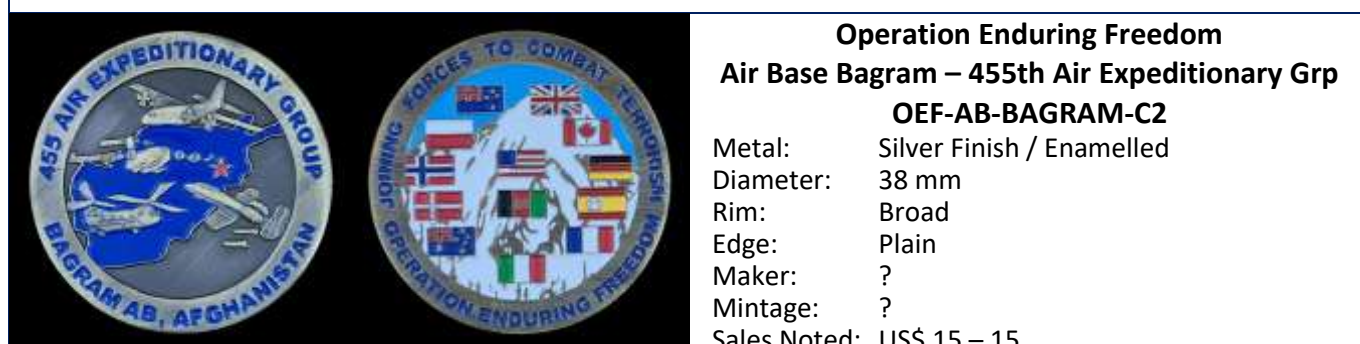 455 AIR EXPEDITIONARY GROUP
BAGRAM AB, AFGHANISTAN
JOINING FORCES TO COMBAT TERRORISM
OPERATION ENDURING FREEDOM
Operation Enduring Freedom
Air Base Bagram – 455th Air Expeditionary Grp
OEF-AB-BAGRAM-C2
Metal: Silver Finish / Enamelled
Diameter: 38 mm
Rim: Broad
Edge: Plain
Maker: ?
Mintage: ?
Sales Noted: US$ 15 – 15